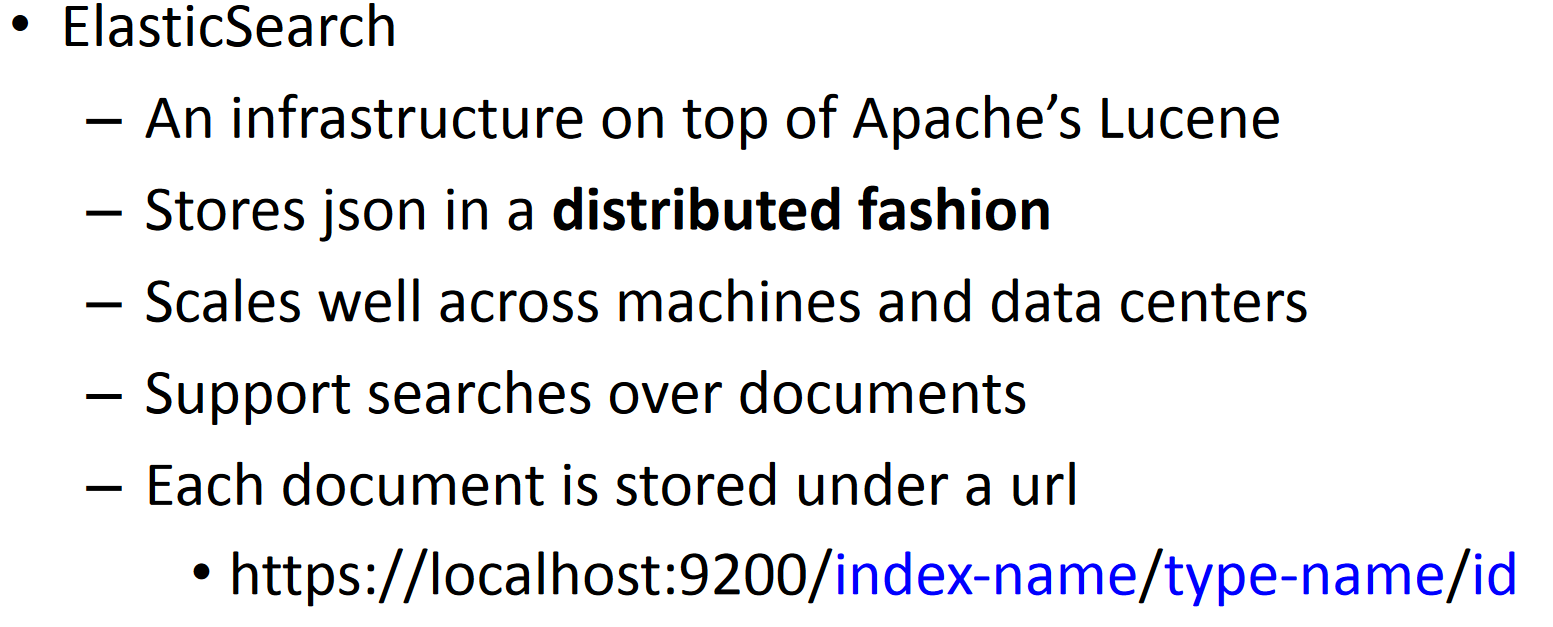 • ElasticSearch
– An infrastructure on top of Apache’s Lucene
– Stores json in a distributed fashion
– Scales well across machines and data centers
– Support searches over documents
– Each document is stored under a url
• https://localhost:9200/index-name/type-name/id